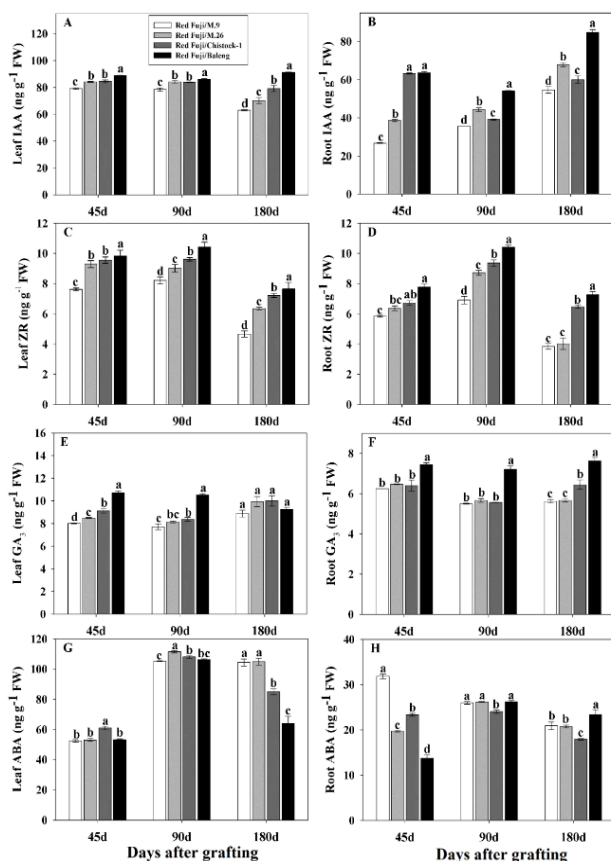 A
Red Fuji/M.9
Red Fuji/M.26
Red Fuji/Chistock-1
Red Fuji/Baleng
Leaf IAA (ng g-1 FW)
120
100
80
60
40
20
0
c b b a
c b b a
d c b a
45d 90d 180d
B
Root IAA (ng g-1 FW)
80
60
40
20
0
c b a a
d b c a
d b c a
45d 90d 180d
C
Leaf ZR (ng g-1 FW)
12
10
8
6
4
2
0
c b b a
d c b a
d c b a
45d 90d 180d
D
Root ZR (ng g-1 FW)
12
10
8
6
4
2
0
c bc ab a
d c b a
c c b a
45d 90d 180d
E
Leaf GA3 (ng g-1 FW)
16
14
12
10
8
6
4
2
0
d c b a
c bc b a
a a a a
45d 90d 180d
F
Root GA3 (ng g-1 FW)
8
6
4
2
0
b b b a
b b b a
c c b a
45d 90d 180d
G
Leaf ABA (ng g-1 FW)
120
100
80
60
40
20
0
b b a b
c a b bc
a a b c
45d 90d 180d
Days after grafting
H
Root ABA (ng g-1 FW)
40
30
20
10
0
a c b d
a a b a
b b c a
45d 90d 180d
Days after grafting